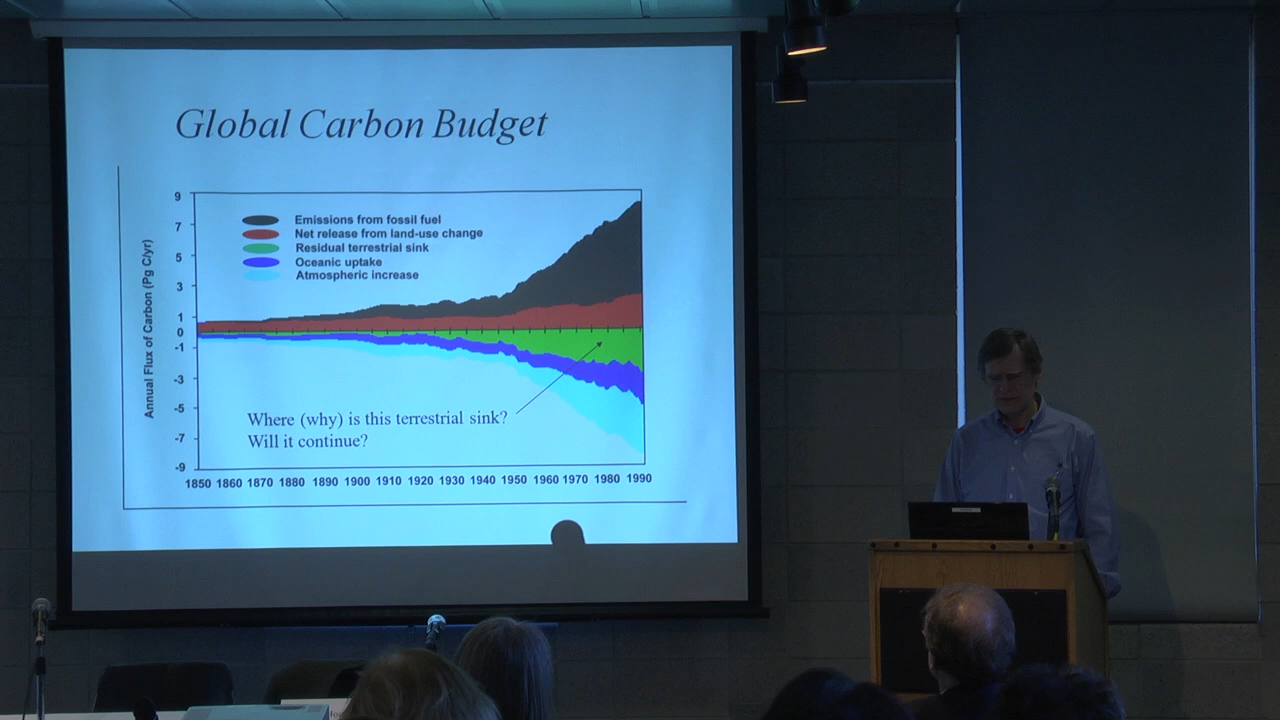 Global Carbon Budget
9
7
5
3
1
0
-1
-3
-5
-7
-9
Annual Flux of Carbon (Pg C/yr)
Emissions from fossil fuel
Net release from land-use change
Residual terrestrial sink
Oceanic uptake
Atmospheric increase
Where (why) is this terrestrial sink?
Will it continue?
1850 1860 1870 1880 1890 1900 1910 1920 1930 1940 1950 1960 1970 1980 1990